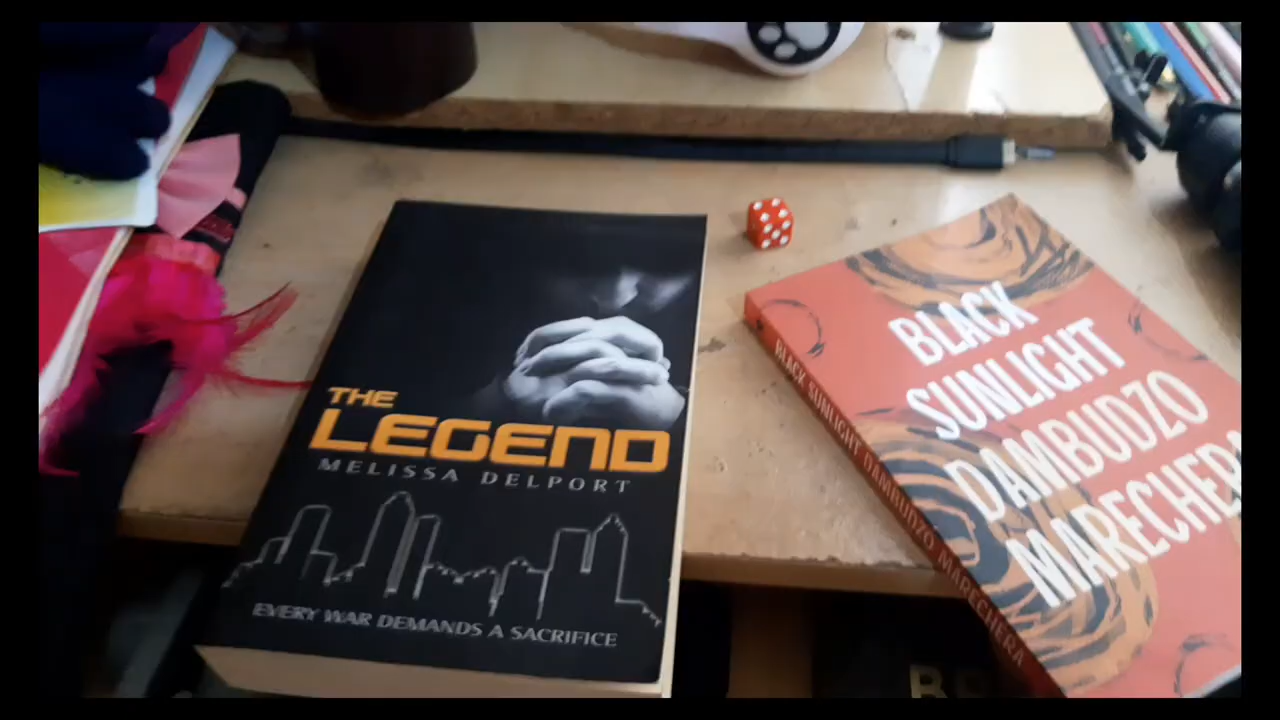 THE
LEGEND
MELISSA DELPORT
EVERY WAR DEMANDS A SACRIFICE
BLACK
SUNLIGHT
DAMBUDZO
MARECHERA
BLACK SUNLIGHT DAMBUDZO MARECHERA